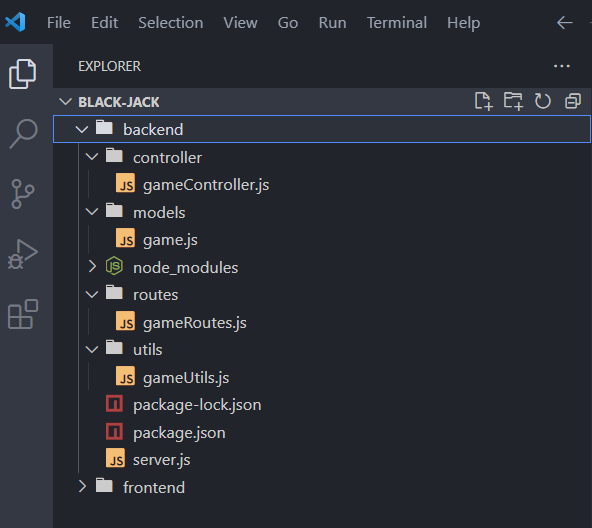 File Edit Selection View Go Run Terminal Help
EXPLORER
BLACK-JACK
backend
controller
JS gameController.js
models
JS game.js
JS node_modules
routes
JS gameRoutes.js
utils
JS gameUtils.js
package-lock.json
package.json
JS server.js
frontend